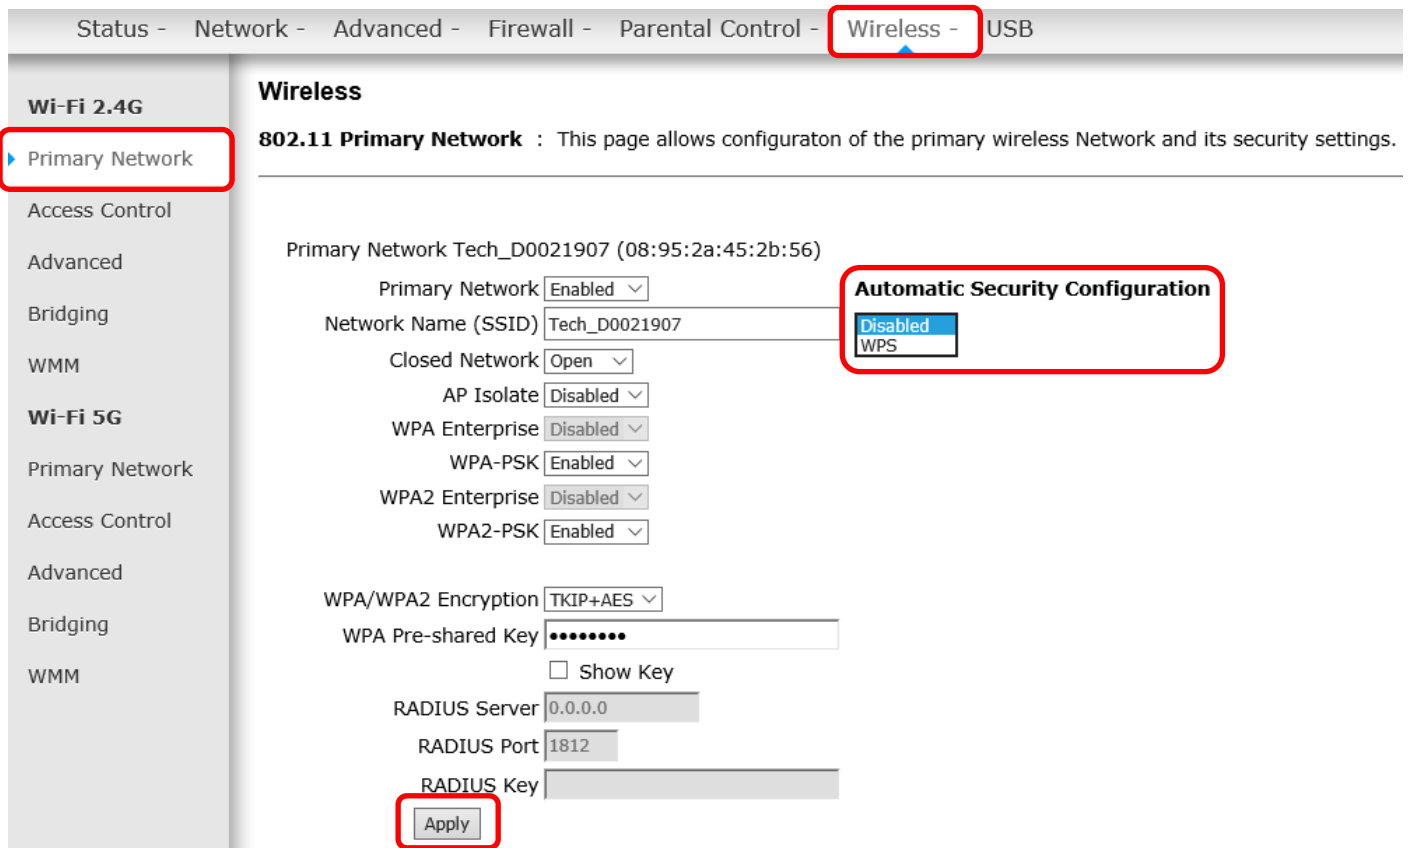 Status - Network - Advanced - Firewall - Parental Control - Wireless - USB
Wi-Fi 2.4G
Primary Network
Access Control
Advanced
Bridging
WMM
Wi-Fi 5G
Primary Network
Access Control
Advanced
Bridging
WMM
Wireless
802.11 Primary Network : This page allows configuraton of the primary wireless Network and its security settings.
Primary Network Tech_D0021907 (08:95:2a:45:2b:56)
Primary Network Enabled
Network Name (SSID) Tech_D0021907
Closed Network Open
AP Isolate Disabled
WPA Enterprise Disabled
WPA-PSK Enabled
WPA2 Enterprise Disabled
WPA2-PSK Enabled
WPA/WPA2 Encryption TKIP+AES
WPA Pre-shared Key ••••••••
Show Key
RADIUS Server 0.0.0.0
RADIUS Port 1812
RADIUS Key
Apply
Automatic Security Configuration
Disabled
WPS